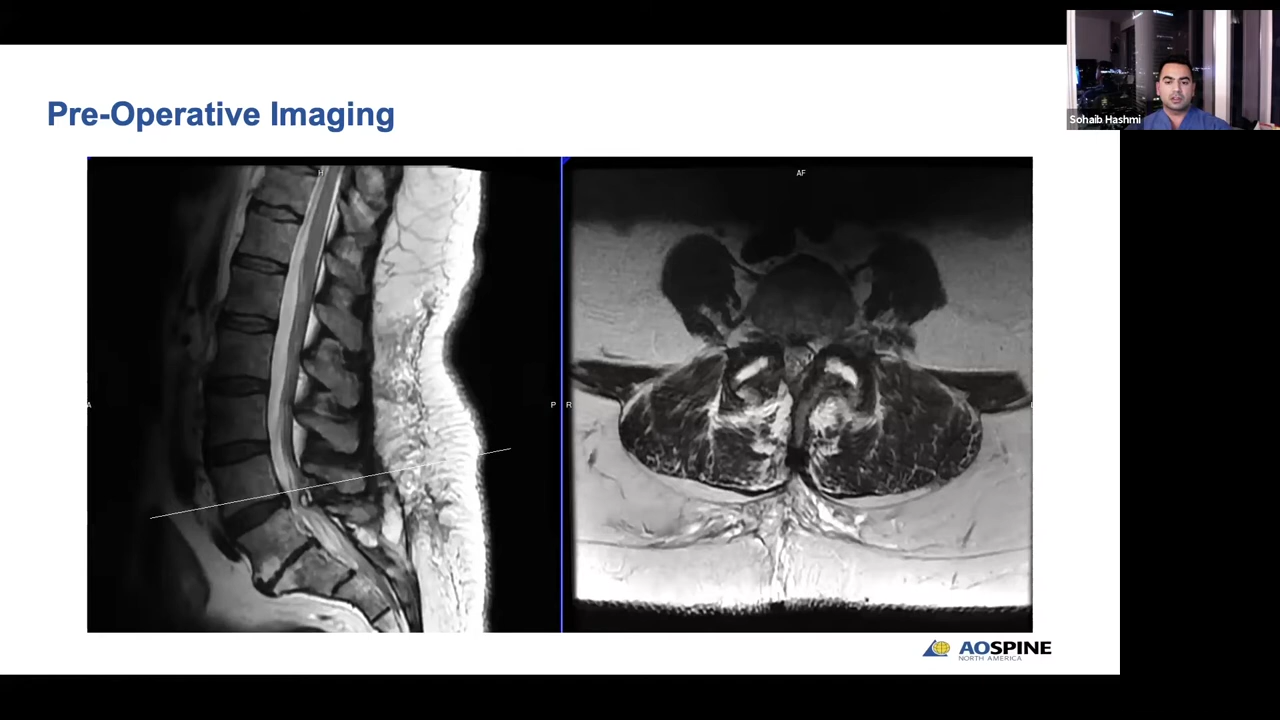 Pre-Operative Imaging
Sohaib Hashmi
H
AF
A
P
R
AOSPINE
NORTH AMERICA